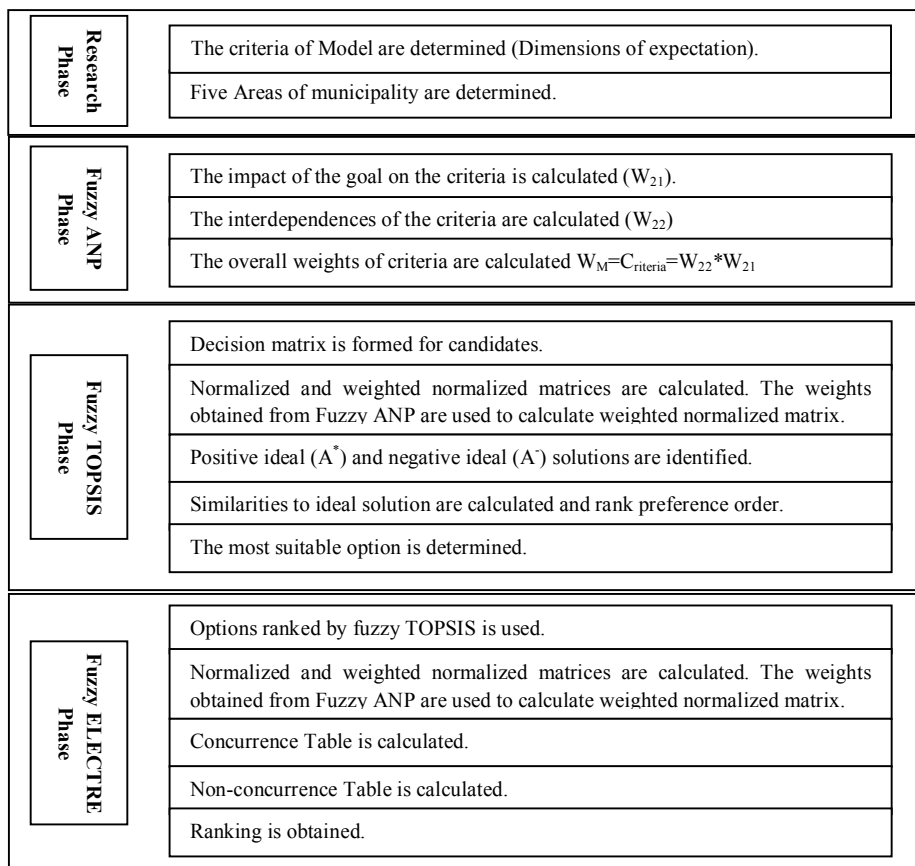 Research
Phase
The criteria of Model are determined (Dimensions of expectation).
Five Areas of municipality are determined.
Fuzzy ANP
Phase
The impact of the goal on the criteria is calculated (W₂₁).
The interdependences of the criteria are calculated (W₂₂)
The overall weights of criteria are calculated W_M=C_riteria=W₂₂*W₂₁
Fuzzy TOPSIS
Phase
Decision matrix is formed for candidates.
Normalized and weighted normalized matrices are calculated. The weights
obtained from Fuzzy ANP are used to calculate weighted normalized matrix.
Positive ideal (A^*) and negative ideal (A⁻) solutions are identified.
Similarities to ideal solution are calculated and rank preference order.
The most suitable option is determined.
Fuzzy ELECTRE
Phase
Options ranked by fuzzy TOPSIS is used.
Normalized and weighted normalized matrices are calculated. The weights
obtained from Fuzzy ANP are used to calculate weighted normalized matrix.
Concurrence Table is calculated.
Non-concurrence Table is calculated.
Ranking is obtained.